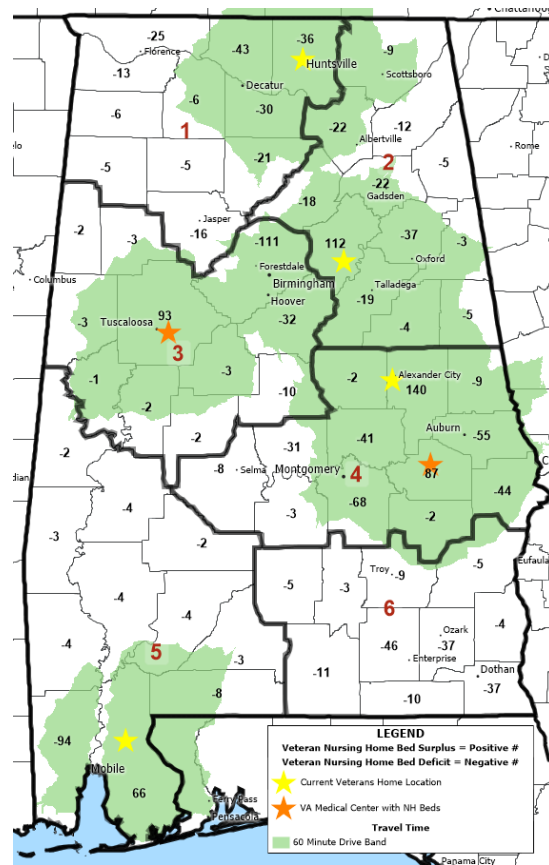 Chattanooga
-25
-36
-43
-9
Florence
Huntsville
-13
Scottsboro
Decatur
-6
-6
-30
1
-22
-12
Albertville
Rome
-21
2
-5
-5
-5
-22
Gadsden
-18
Jasper
-2
-16
-37
-3
-3
-111
112
Oxford
Forestdale
Columbus
Birmingham
Talladega
Hoover
-19
93
-5
-3
Tuscaloosa
-32
-4
3
-1
-3
-2
Alexander City
-9
140
-10
-2
-2
-41
Auburn
-55
-2
-31
-8
Selma
Montgomery
4
87
-44
-4
-68
-3
-2
-3
-2
Eufaula
Troy
-9
-5
-5
-3
-4
-4
6
-4
-4
5
-46
Ozark
-37
-3
Enterprise
-11
Dothan
-8
-37
-10
-94
LEGEND
Veteran Nursing Home Bed Surplus = Positive #
Veteran Nursing Home Bed Deficit = Negative #
Current Veterans Home Location
Mobile
66
VA Medical Center with NH Beds
Ferry Pass
Pensacola
Travel Time
60 Minute Drive Band
Panama City